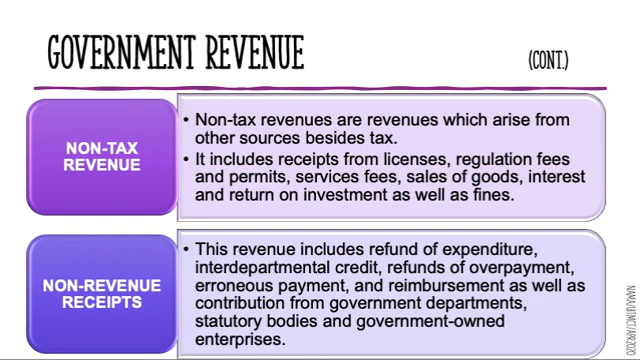 GOVERNMENT REVENUE
(CONT.)
NON-TAX
REVENUE
• Non-tax revenues are revenues which arise from
other sources besides tax.
• It includes receipts from licenses, regulation fees
and permits, services fees, sales of goods, interest
and return on investment as well as fines.
NON-REVENUE
RECEIPTS
• This revenue includes refund of expenditure,
interdepartmental credit, refunds of overpayment,
erroneous payment, and reimbursement as well as
contribution from government departments,
statutory bodies and government-owned
enterprises.